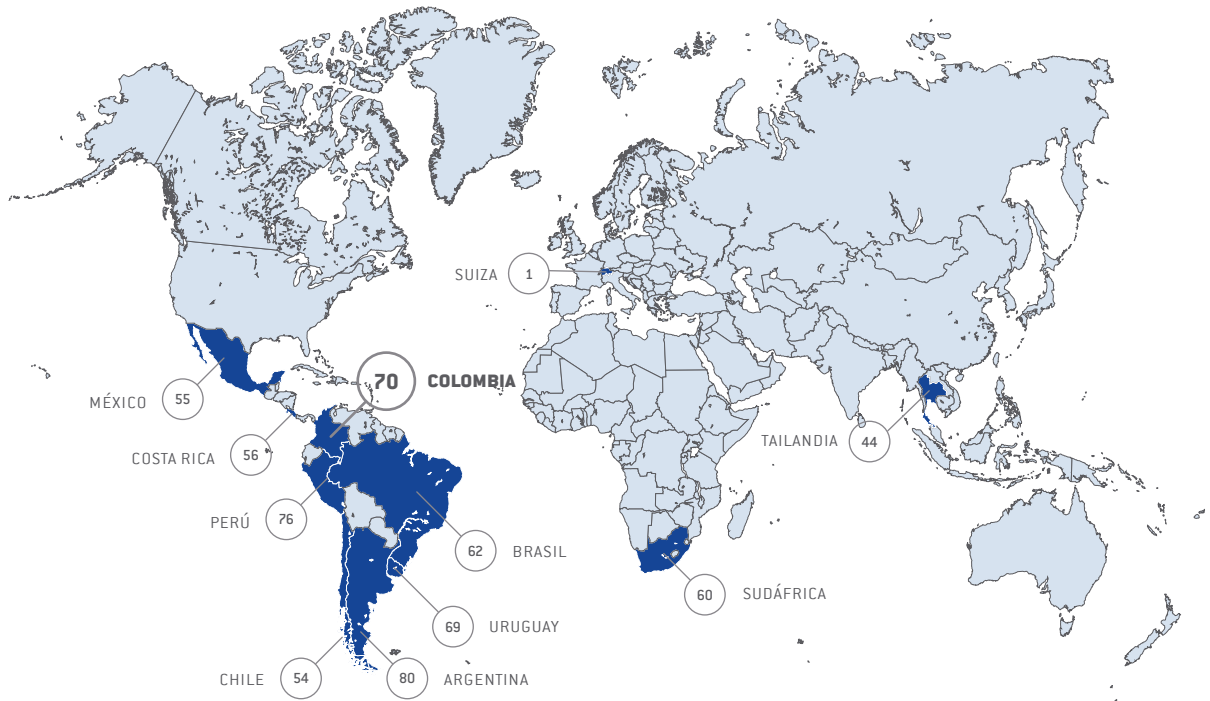 SUIZA 1
70 COLOMBIA
MÉXICO 55
TAILANDIA 44
COSTA RICA 56
PERÚ 76
62 BRASIL
60 SUDÁFRICA
69 URUGUAY
CHILE 54
80 ARGENTINA